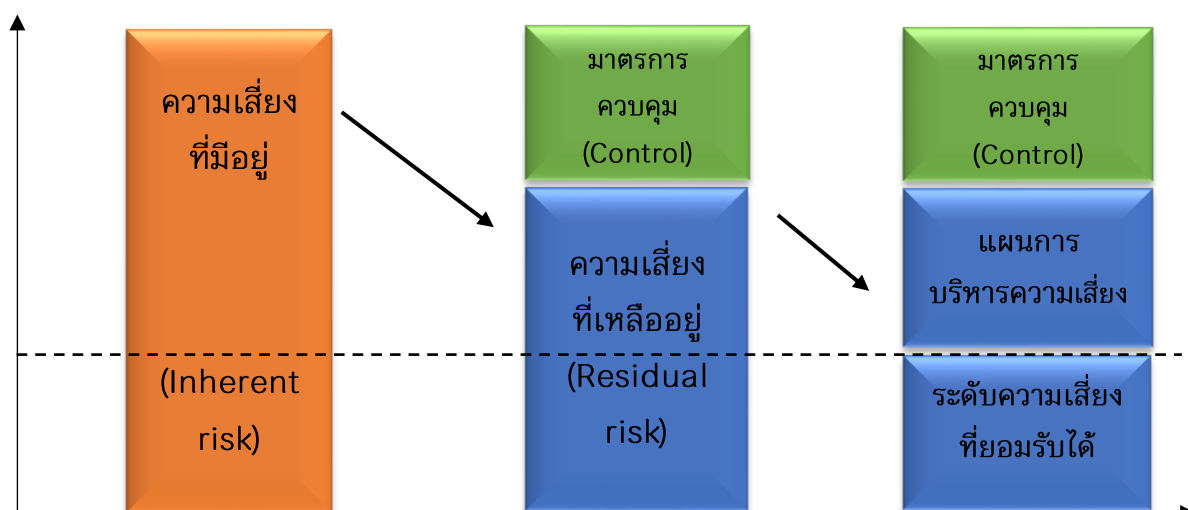 ความเสี่ยง
ที่มีอยู่
(Inherent
risk)
มาตรการ
ควบคุม
(Control)
ความเสี่ยง
ที่เหลืออยู่
(Residual
risk)
มาตรการ
ควบคุม
(Control)
แผนการ
บริหารความเสี่ยง
ระดับความเสี่ยง
ที่ยอมรับได้